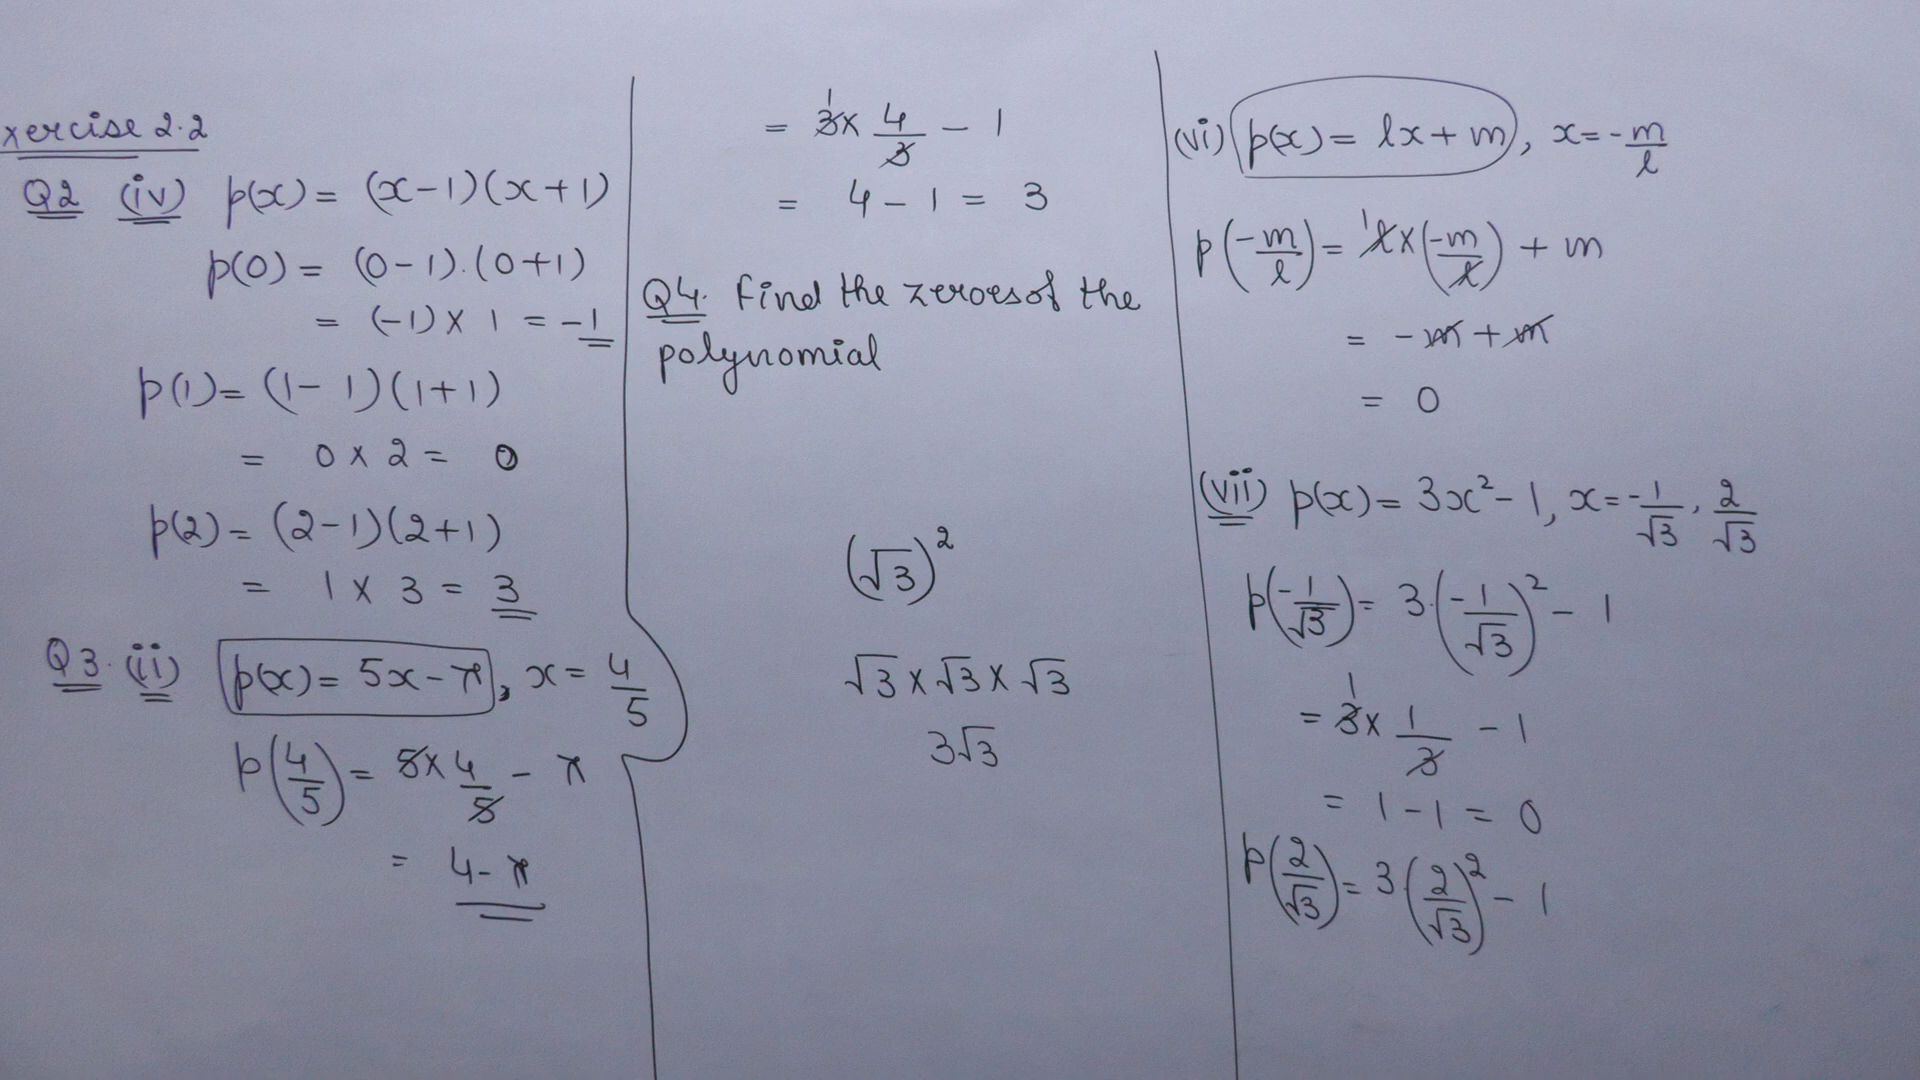 xercise 2.2
Q2 (iv) p(x) = (x-1)(x+1)
p(0) = (0-1).(0+1)
= (-1) × 1 = -1
p(1) = (1-1)(1+1)
= 0 × 2 = 0
p(2) = (2-1)(2+1)
= 1 × 3 = 3
Q3. (ii) p(x) = 5x - π, x = 4/5
p(4/5) = 5 × 4/5 - π
= 4 - π
= 3 × 4/3 - 1
1
= 4 - 1 = 3
Q4. Find the zeroes of the
polynomial
(√3)²
√3 × √3 × √3
3√3
(vi) p(x) = lx + m, x = -m/l
p(-m/l) = l × (-m/l) + m
1
= -m + m
= 0
(vii) p(x) = 3x² - 1, x = -1/√3, 2/√3
p(-1/√3) = 3.(-1/√3)² - 1
1
= 3 × 1/3 - 1
= 1 - 1 = 0
p(2/√3) = 3(2/√3)² - 1